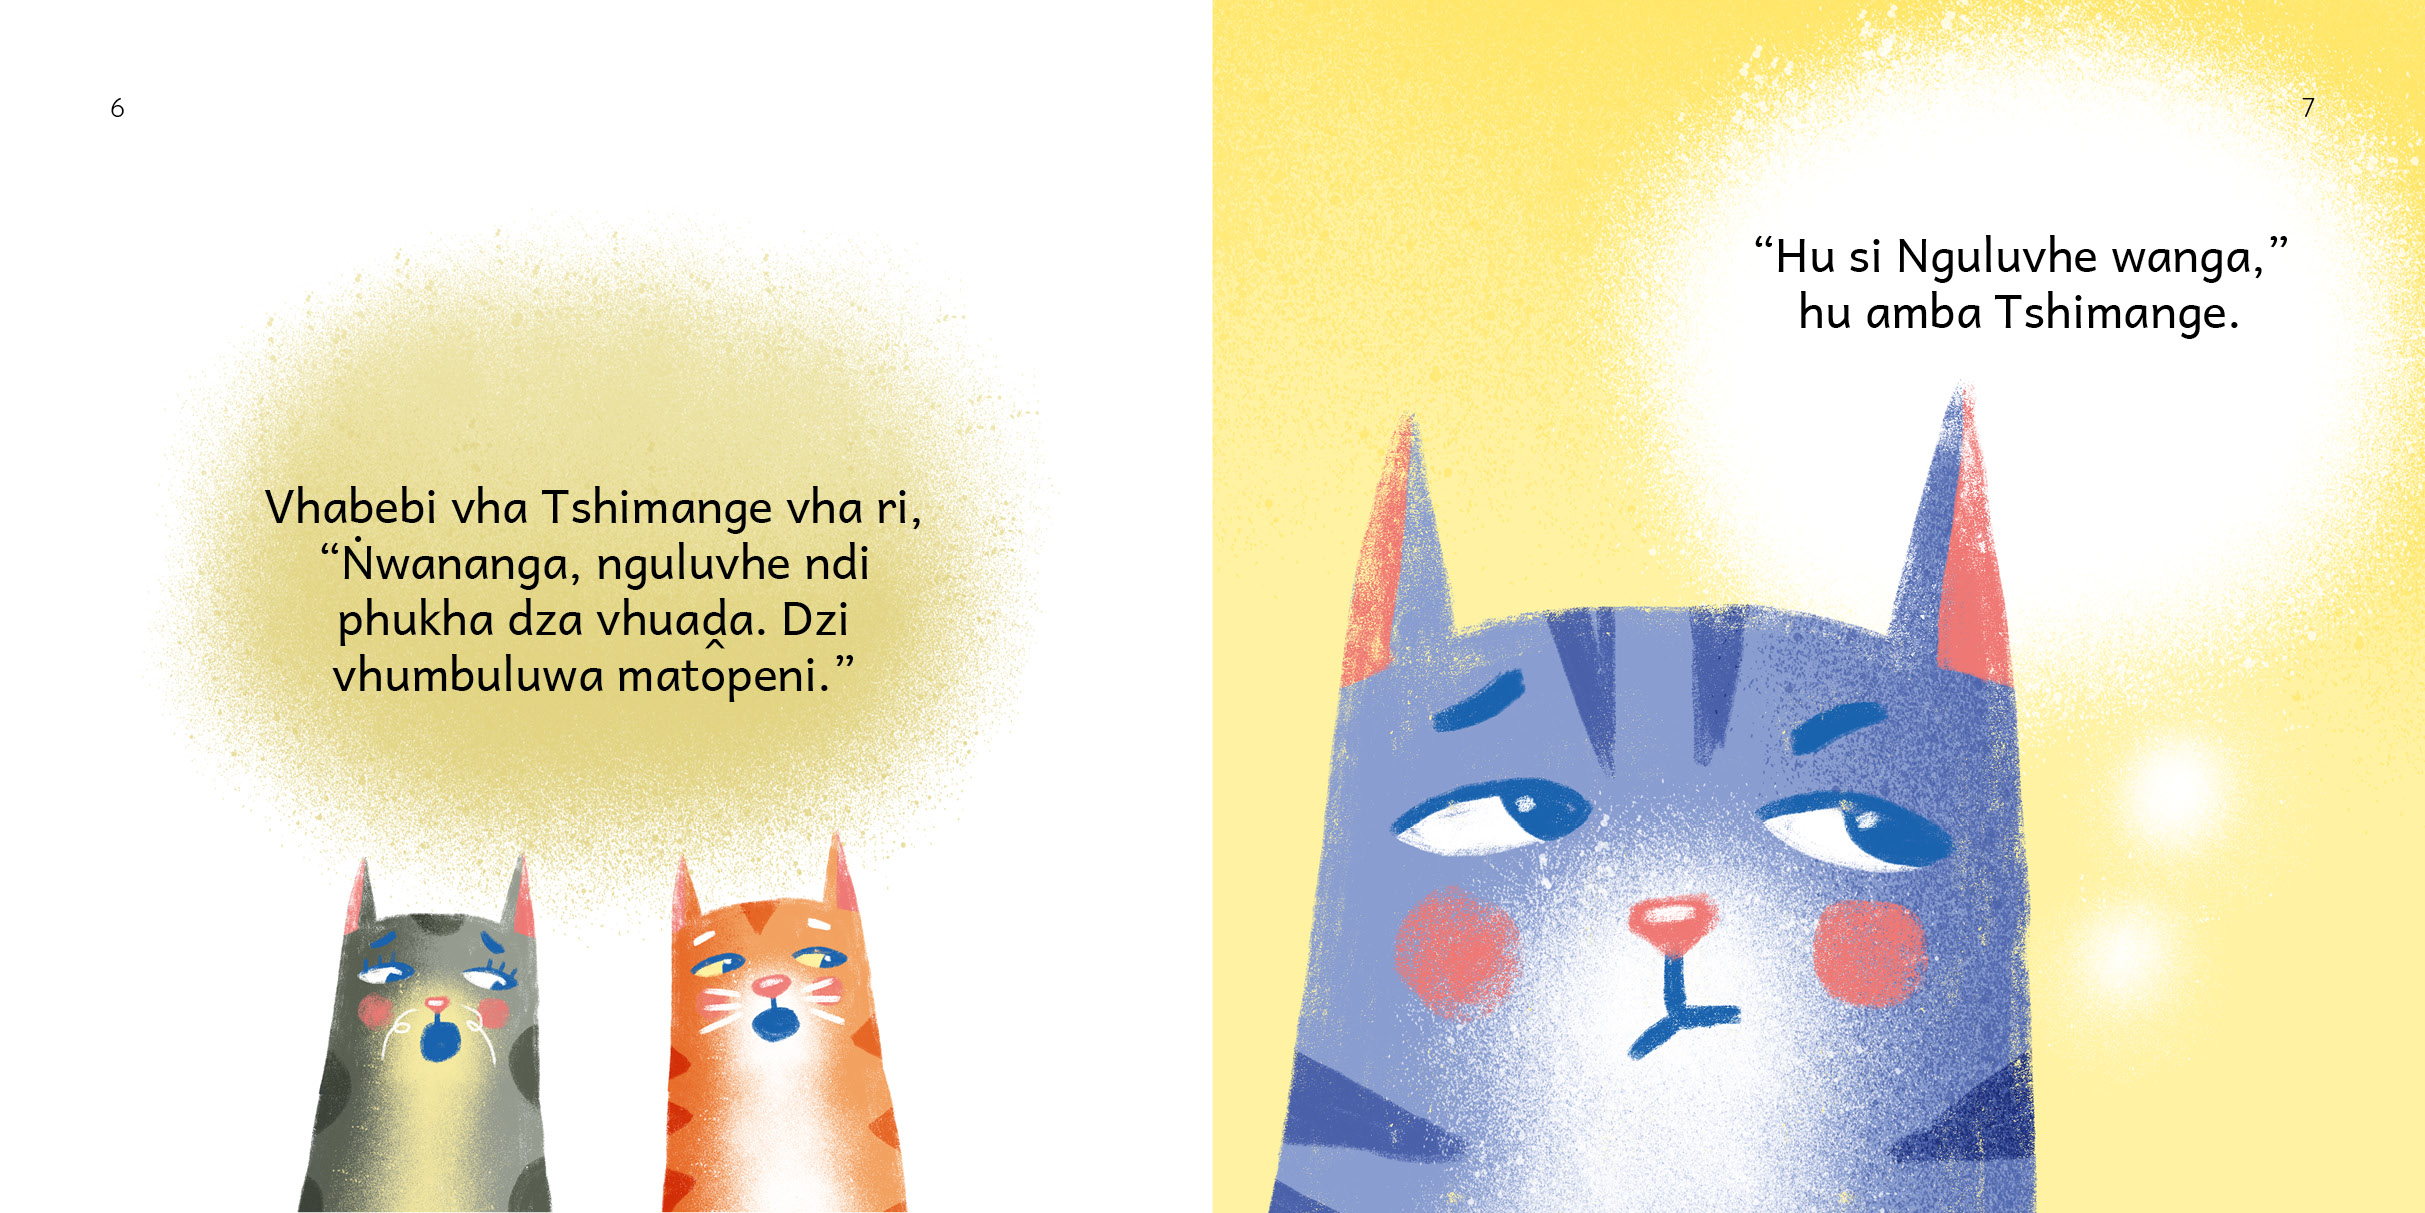 6
Vhabebi vha Tshimange vha ri,
“Ṅwananga, nguluvhe ndi
phukha dza vhuaḓa. Dzi
vhumbuluwa matopeni.”
7
“Hu si Nguluvhe wanga,”
hu amba Tshimange.